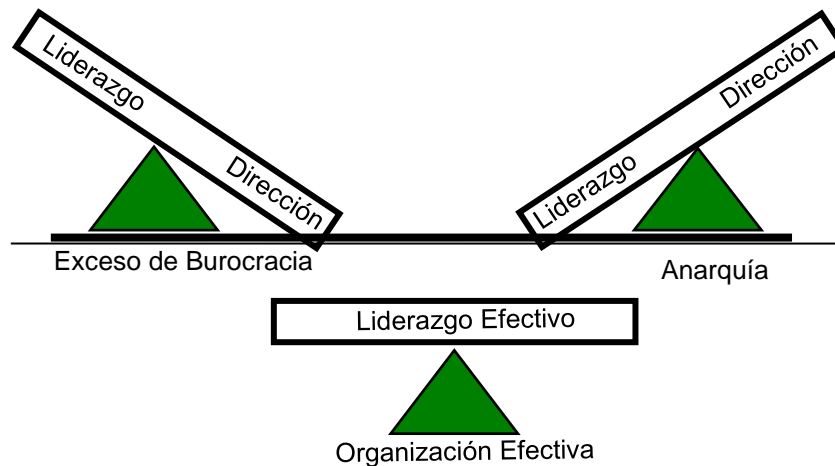 Liderazgo
Dirección
Dirección
Liderazgo
Exceso de Burocracia
Anarquía
Liderazgo Efectivo
Organización Efectiva